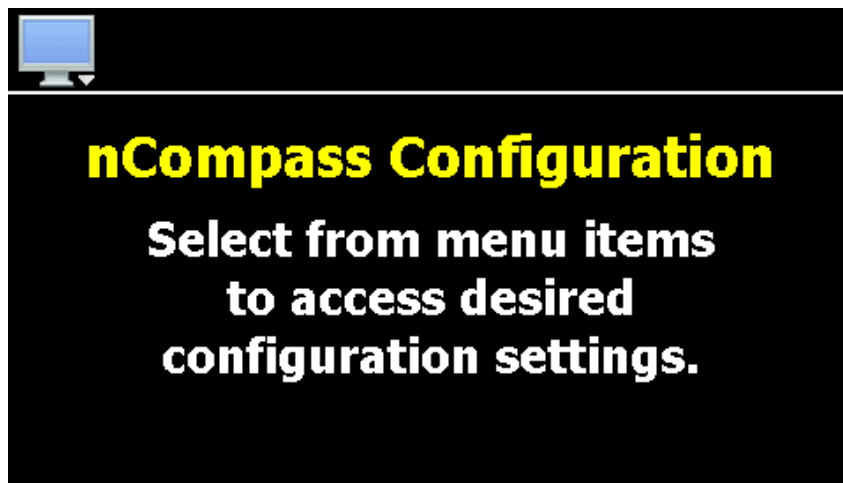 nCompass Configuration
Select from menu items
to access desired
configuration settings.